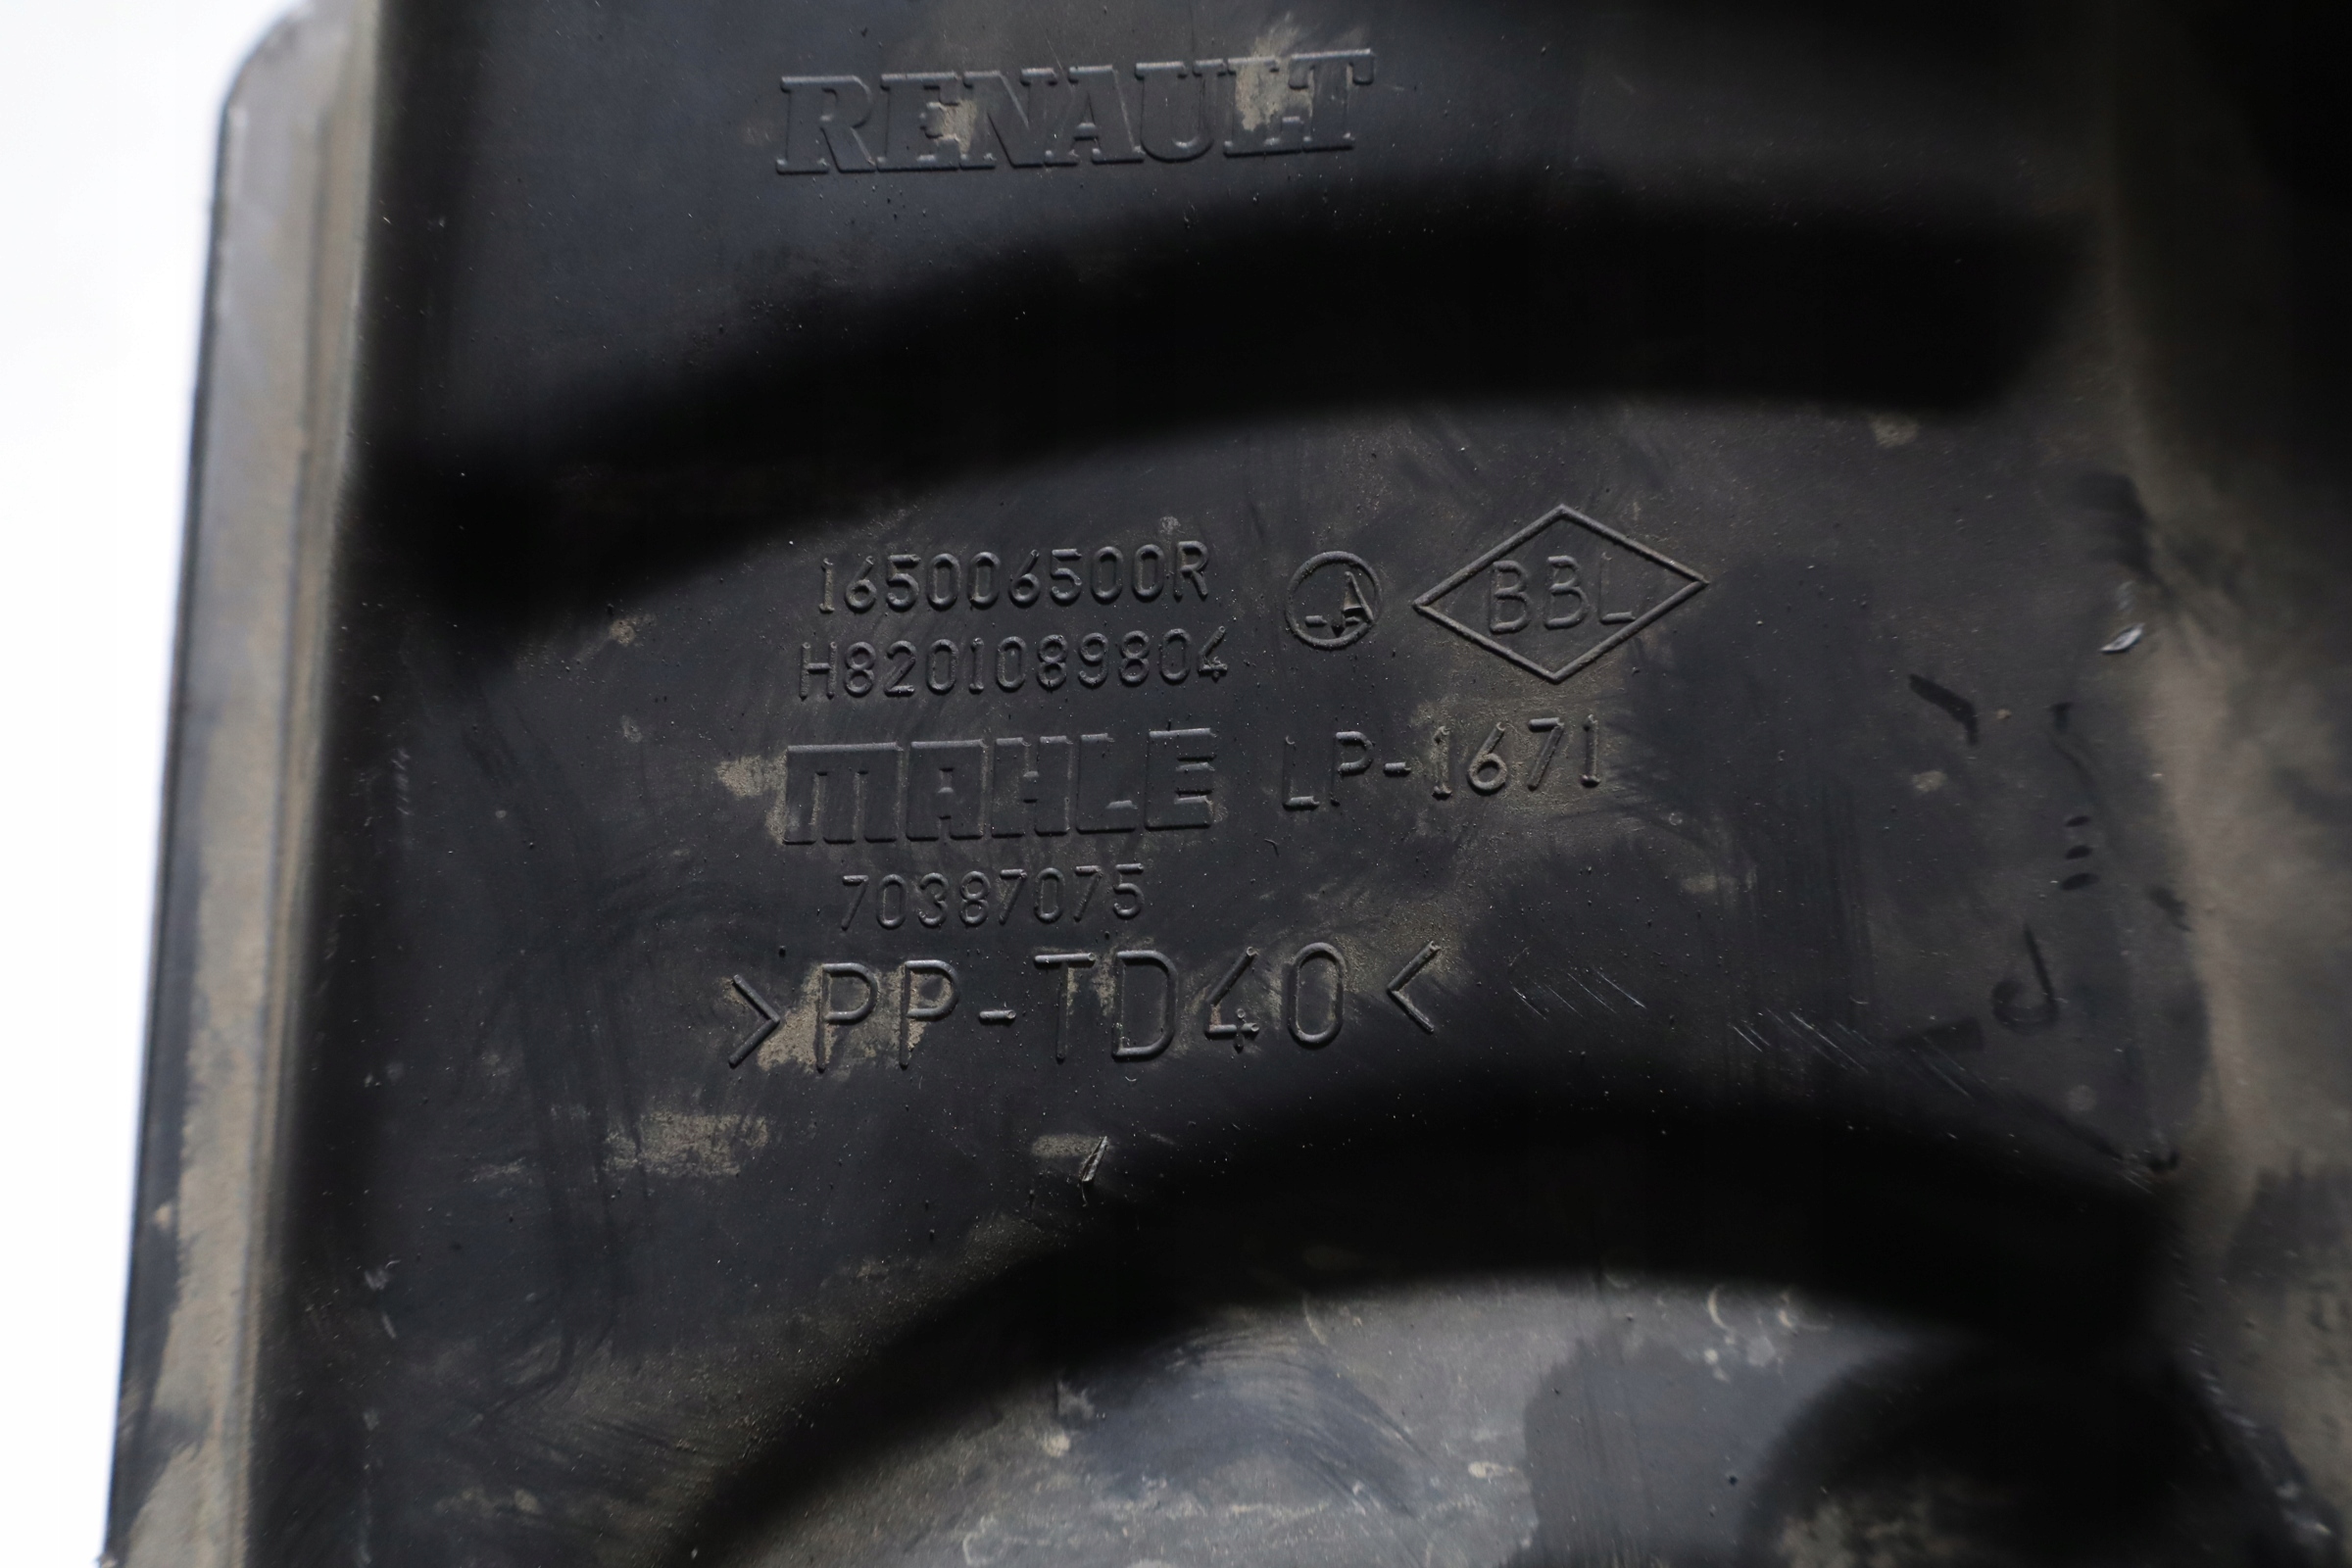 RENAULT
165006500R
H8201089804
A
BBL
MAHLE LP-1671
70387075
>PP-TD40<